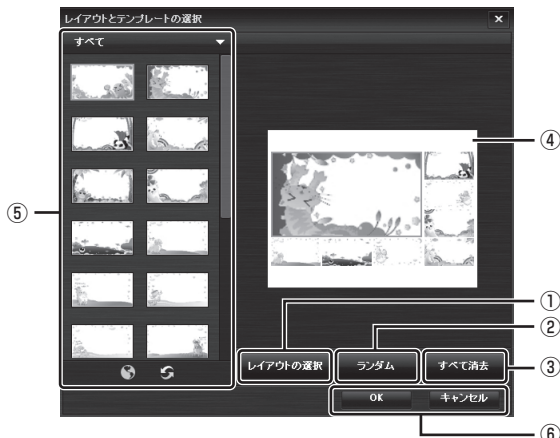 レイアウトとテンプレートの選択
すべて
④
⑤
①
②
レイアウトの選択
ランダム
すべて消去
③
OK
キャンセル
⑥